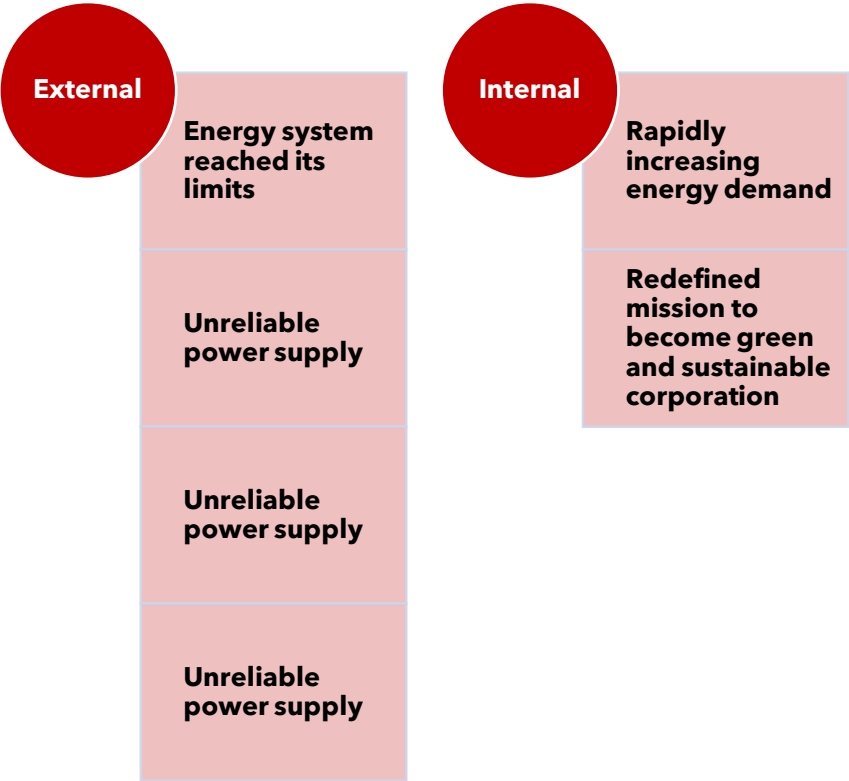 External
Energy system
reached its
limits
Unreliable
power supply
Unreliable
power supply
Unreliable
power supply
Internal
Rapidly
increasing
energy demand
Redefined
mission to
become green
and sustainable
corporation